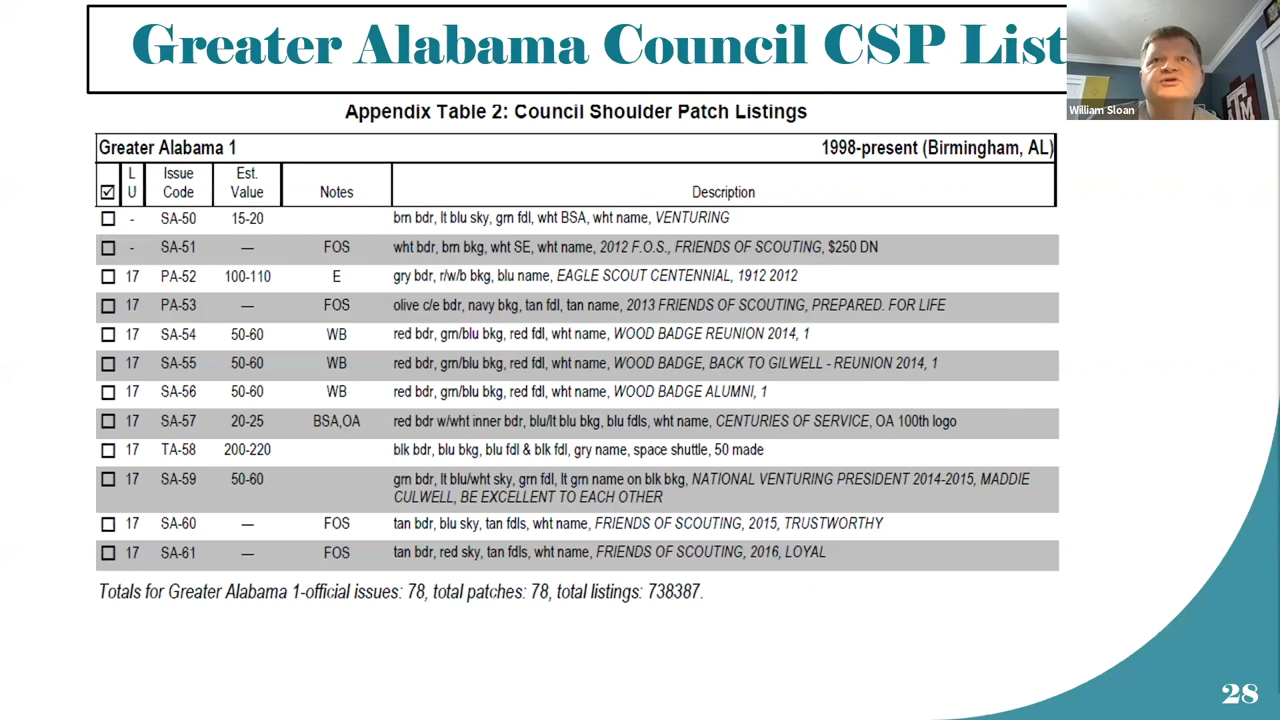 Greater Alabama Council CSP List
William Sloan
Appendix Table 2: Council Shoulder Patch Listings
Greater Alabama 1 1998-present (Birmingham, AL)
☑ L U Issue Code Est. Value Notes Description
☐ - SA-50 15-20 brn bdr, lt blu sky, grn fdl, wht BSA, wht name, VENTURING
☐ - SA-51 — FOS wht bdr, brn bkg, wht SE, wht name, 2012 F.O.S., FRIENDS OF SCOUTING, $250 DN
☐ 17 PA-52 100-110 E gry bdr, r/w/b bkg, blu name, EAGLE SCOUT CENTENNIAL, 1912 2012
☐ 17 PA-53 — FOS olive c/e bdr, navy bkg, tan fdl, tan name, 2013 FRIENDS OF SCOUTING, PREPARED. FOR LIFE
☐ 17 SA-54 50-60 WB red bdr, grn/blu bkg, red fdl, wht name, WOOD BADGE REUNION 2014, 1
☐ 17 SA-55 50-60 WB red bdr, grn/blu bkg, red fdl, wht name, WOOD BADGE, BACK TO GILWELL - REUNION 2014, 1
☐ 17 SA-56 50-60 WB red bdr, grn/blu bkg, red fdl, wht name, WOOD BADGE ALUMNI, 1
☐ 17 SA-57 20-25 BSA,OA red bdr w/wht inner bdr, blu/lt blu bkg, blu fdls, wht name, CENTURIES OF SERVICE, OA 100th logo
☐ 17 TA-58 200-220 blk bdr, blu bkg, blu fdl & blk fdl, gry name, space shuttle, 50 made
☐ 17 SA-59 50-60 grn bdr, lt blu/wht sky, grn fdl, lt grn name on blk bkg, NATIONAL VENTURING PRESIDENT 2014-2015, MADDIE
CULWELL, BE EXCELLENT TO EACH OTHER
☐ 17 SA-60 — FOS tan bdr, blu sky, tan fdls, wht name, FRIENDS OF SCOUTING, 2015, TRUSTWORTHY
☐ 17 SA-61 — FOS tan bdr, red sky, tan fdls, wht name, FRIENDS OF SCOUTING, 2016, LOYAL
Totals for Greater Alabama 1-official issues: 78, total patches: 78, total listings: 738387.
28